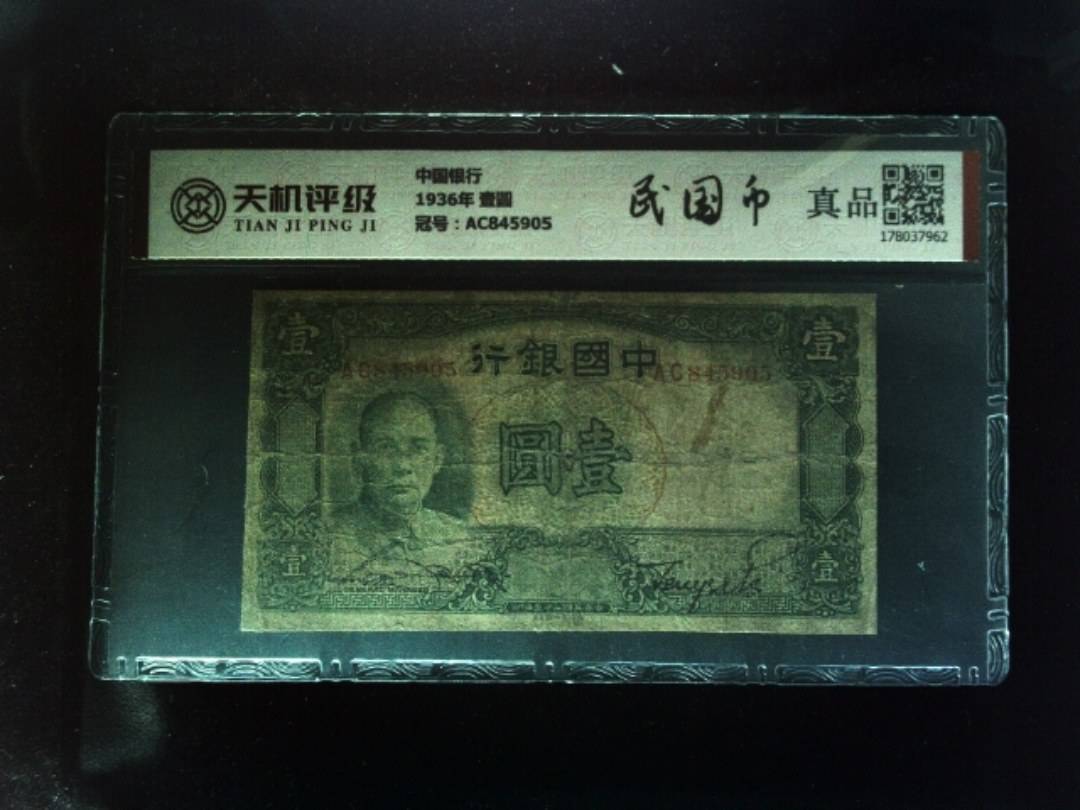 天机评级
TIAN JI PING JI
中国银行
1936年 壹圆
冠号：AC845905
民国币
真品
178037962
壹
壹
行銀國中
AC845905
AC845905
圓壹
壹
壹